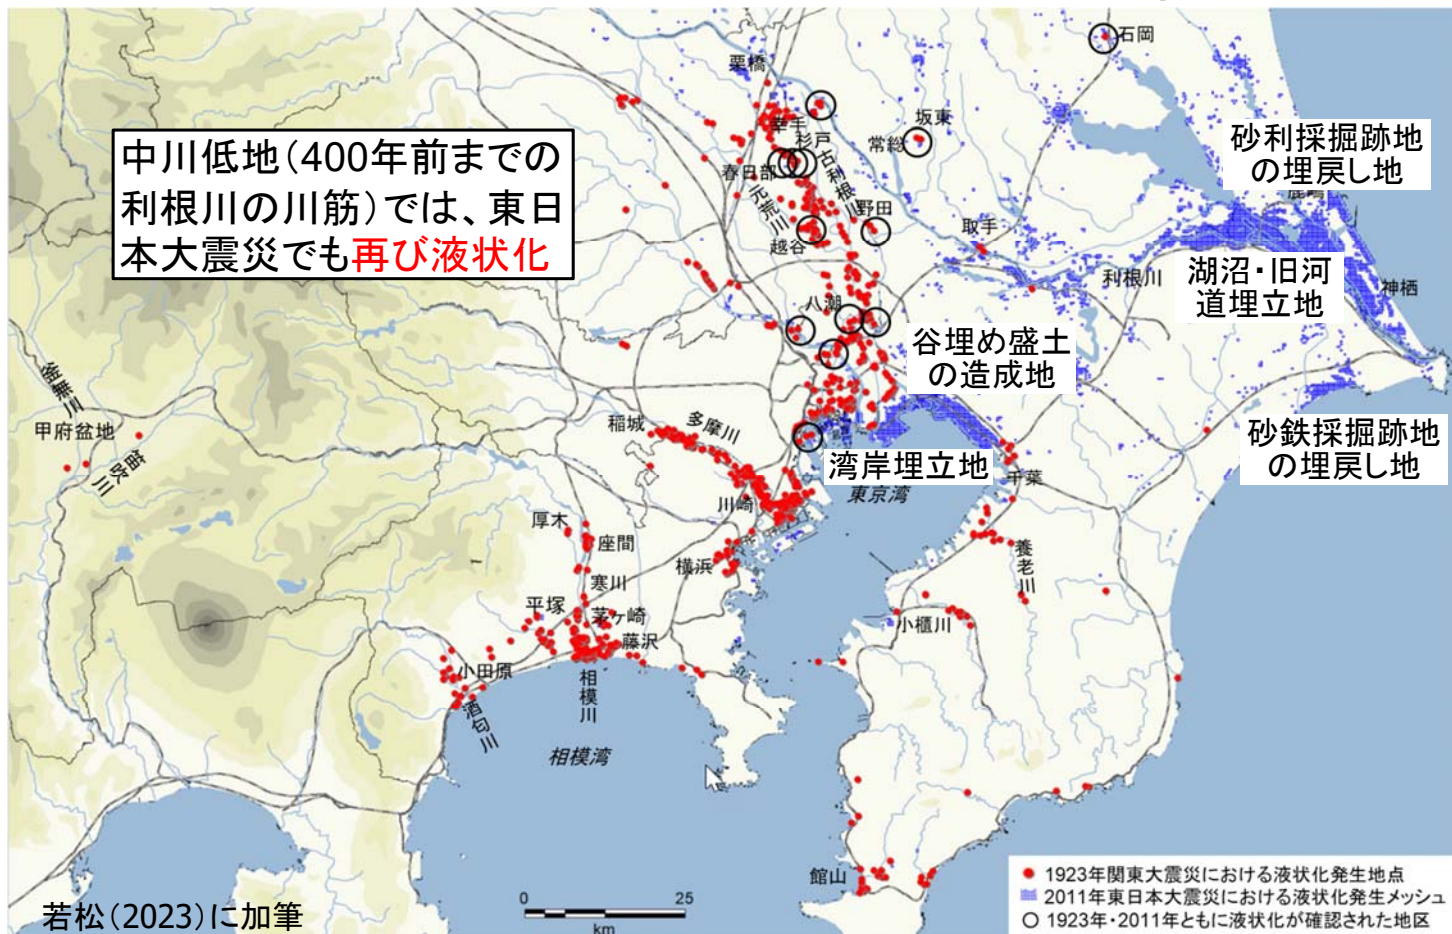 石岡
栗橋
坂東
常総
幸手
杉戸
春日部
古利根川
元荒川
野田
越谷
取手
中川低地(400年前までの
利根川の川筋)では、東日
本大震災でも再び液状化
砂利採掘跡地
の埋戻し地
湖沼・旧河
道埋立地
利根川
神栖
八潮
谷埋め盛土
の造成地
釜無川
甲府盆地
笛吹川
稲城
多摩川
湾岸埋立地
砂鉄採掘跡地
の埋戻し地
川崎
東京湾
千葉
厚木
座間
横浜
養老川
寒川
平塚
茅ヶ崎
藤沢
小櫃川
小田原
相模川
酒匂川
相模湾
館山
0
25
km
若松(2023)に加筆
1923年関東大震災における液状化発生地点
2011年東日本大震災における液状化発生メッシュ
1923年・2011年ともに液状化が確認された地区